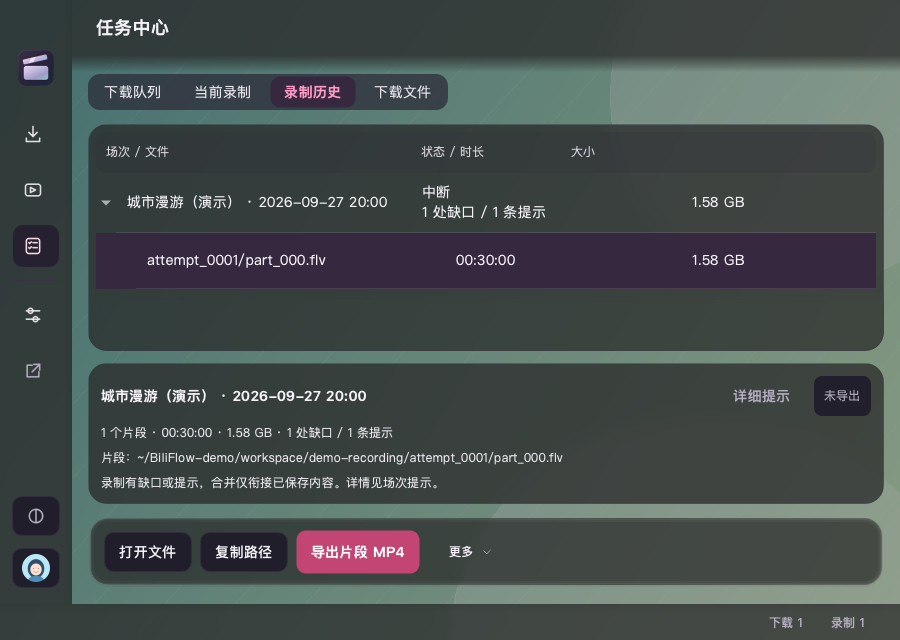 任务中心
下载队列 当前录制 录制历史 下载文件
场次 / 文件 状态 / 时长 大小
城市漫游（演示） · 2026-09-27 20:00 中断 1.58 GB
1 处缺口 / 1 条提示
attempt_0001/part_000.flv 00:30:00 1.58 GB
城市漫游（演示） · 2026-09-27 20:00 详细提示 未导出
1 个片段 · 00:30:00 · 1.58 GB · 1 处缺口 / 1 条提示
片段：~/BiliFlow-demo/workspace/demo-recording/attempt_0001/part_000.flv
录制有缺口或提示，合并仅衔接已保存内容。详情见场次提示。
打开文件 复制路径 导出片段 MP4 更多
下载 1 录制 1